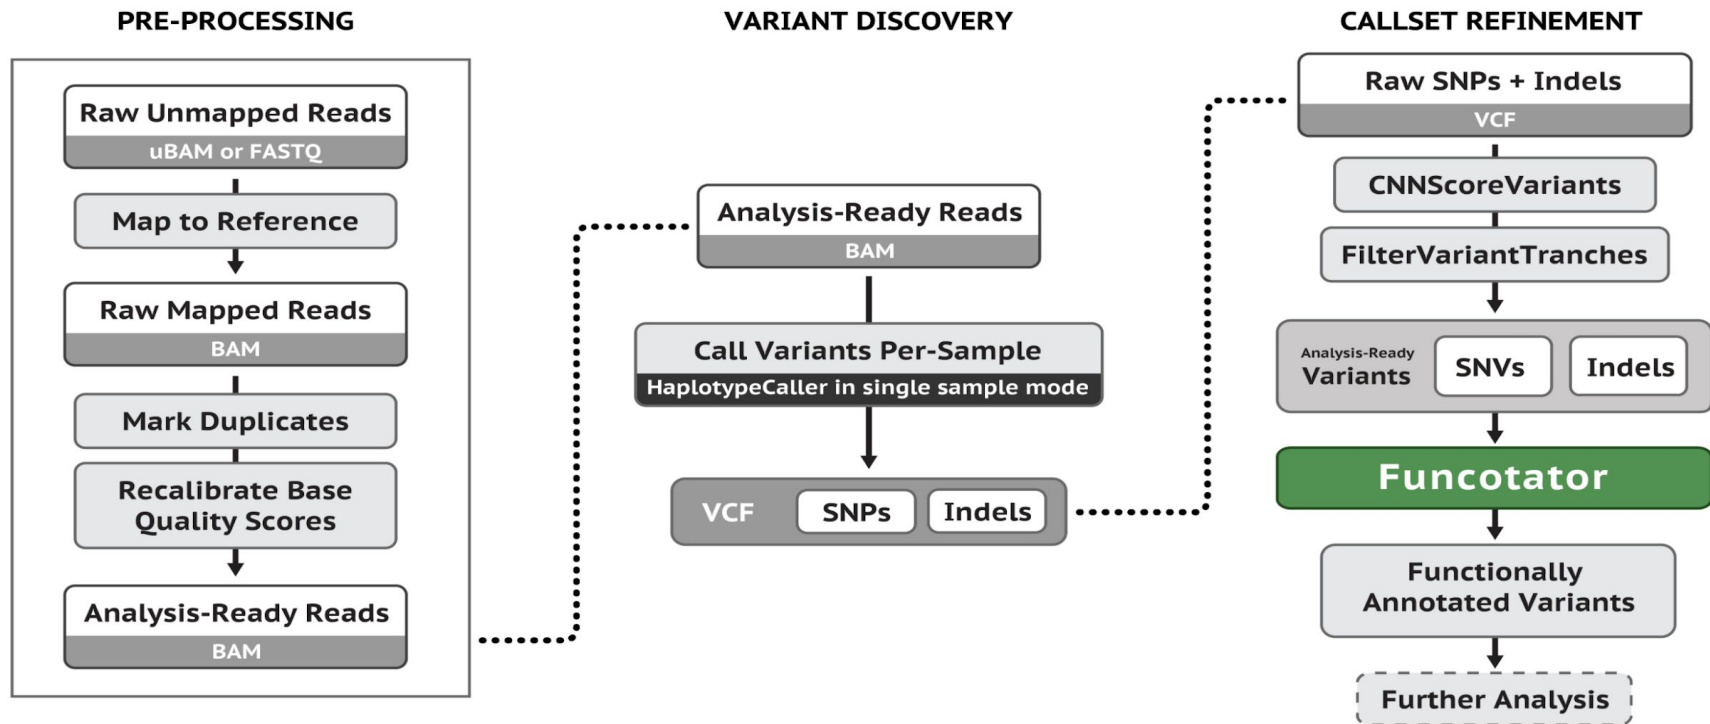 PRE-PROCESSING
Raw Unmapped Reads
uBAM or FASTQ
Map to Reference
Raw Mapped Reads
BAM
Mark Duplicates
Recalibrate Base
Quality Scores
Analysis-Ready Reads
BAM
VARIANT DISCOVERY
Analysis-Ready Reads
BAM
Call Variants Per-Sample
HaplotypeCaller in single sample mode
VCF SNPs Indels
CALLSET REFINEMENT
Raw SNPs + Indels
VCF
CNNScoreVariants
FilterVariantTranches
Analysis-Ready
Variants SNVs Indels
Funcotator
Functionally
Annotated Variants
Further Analysis